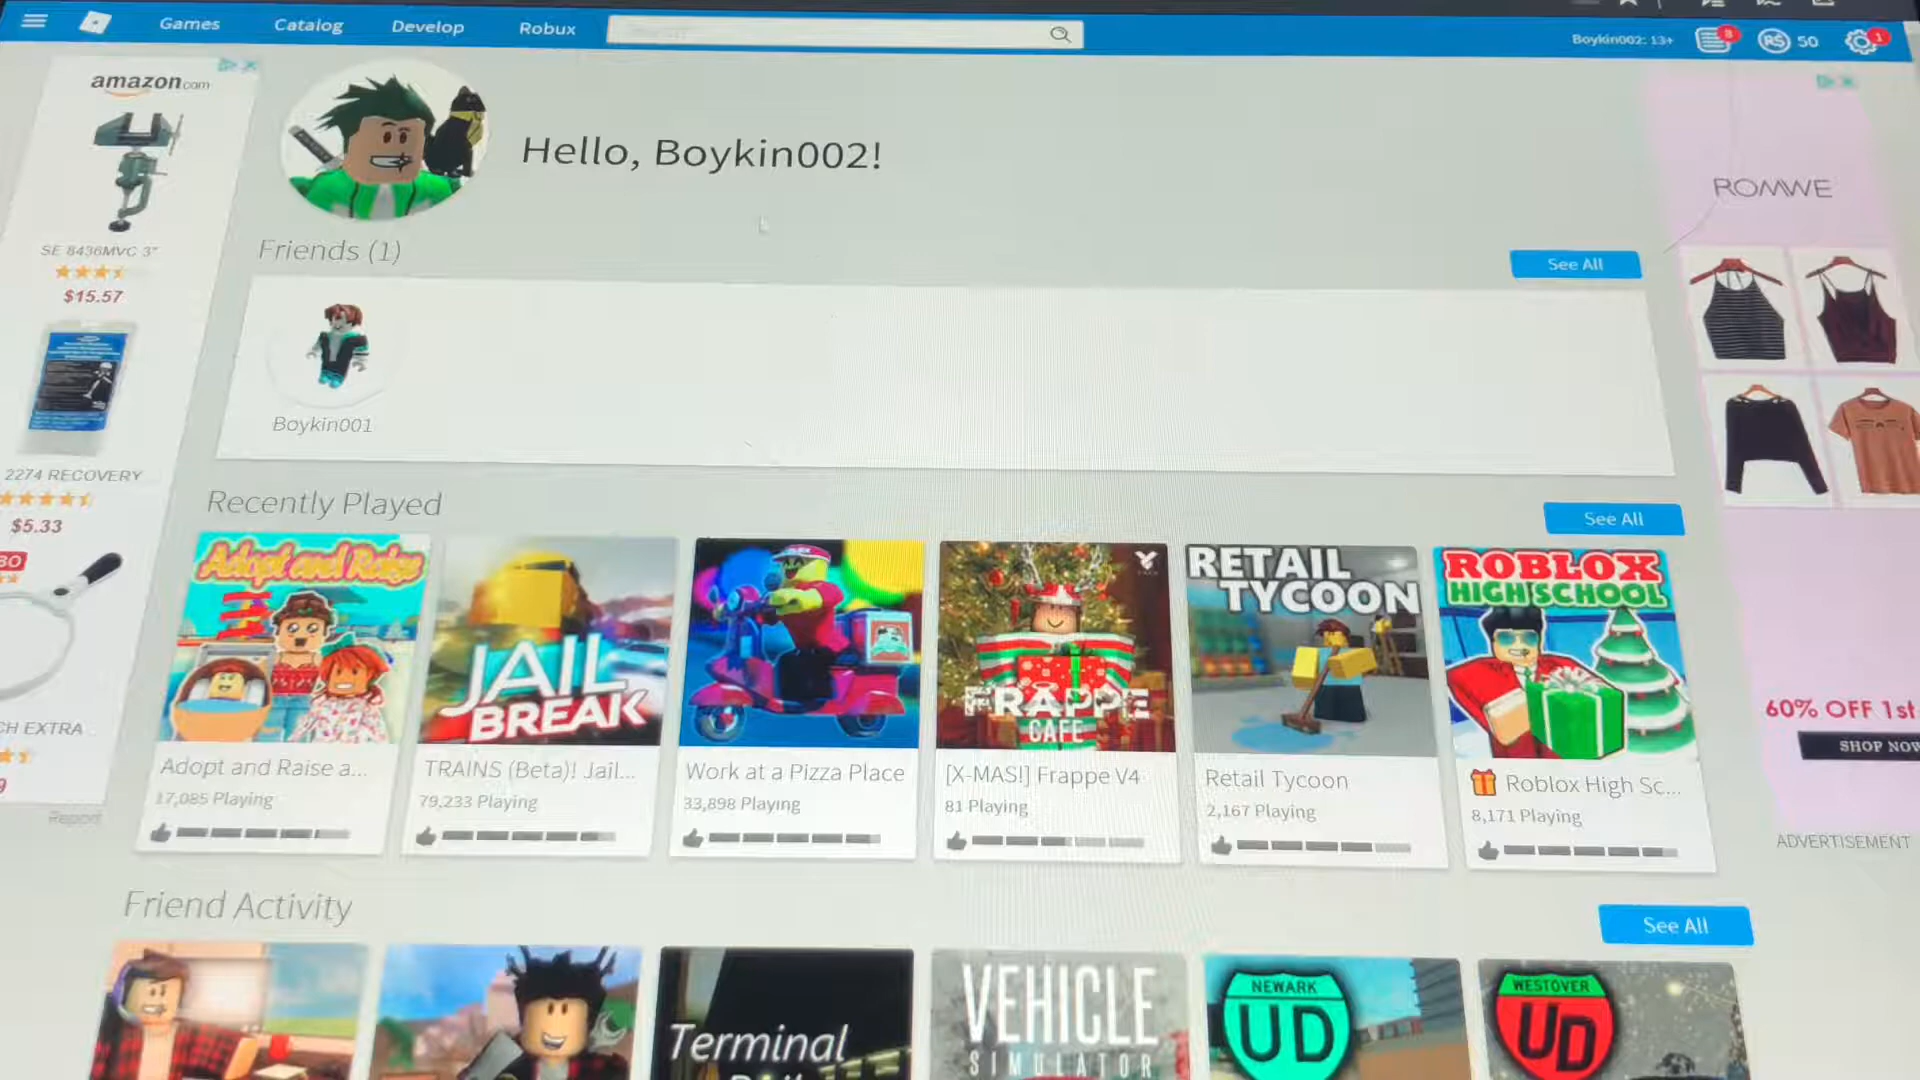 Games Catalog Develop Robux
Boykin002: 13+ 8 R$ 50 1
amazon.com
Hello, Boykin002!
ROMWE
SE 8436MVC 3"
$15.57
Friends (1)
See All
Boykin001
2274 RECOVERY
$5.33
Recently Played
See All
Adopt and Raise
JAIL
BREAK
FRAPPE
CAFE
RETAIL
TYCOON
ROBLOX
HIGH SCHOOL
Adopt and Raise a...
17,085 Playing
TRAINS (Beta)! Jail...
79,233 Playing
Work at a Pizza Place
33,898 Playing
[X-MAS!] Frappe V4
81 Playing
Retail Tycoon
2,167 Playing
Roblox High Sc...
8,171 Playing
CH EXTRA
Report
60% OFF 1st
SHOP NOW
ADVERTISEMENT
Friend Activity
See All
Terminal
VEHICLE
SIMULATOR
NEWARK
UD
WESTOVER
UD